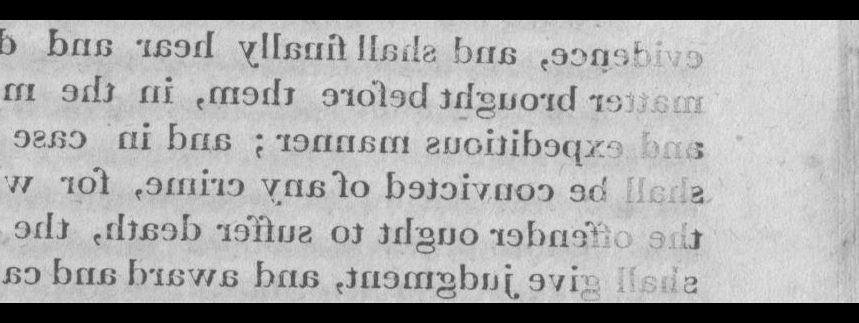 evidence, and shall finally hear and d
matter brought before them, in the m
and expeditious manner; and in case
shall be convicted of any crime, for w
the offender ought to suffer death, the
shall give judgment, and award and ca